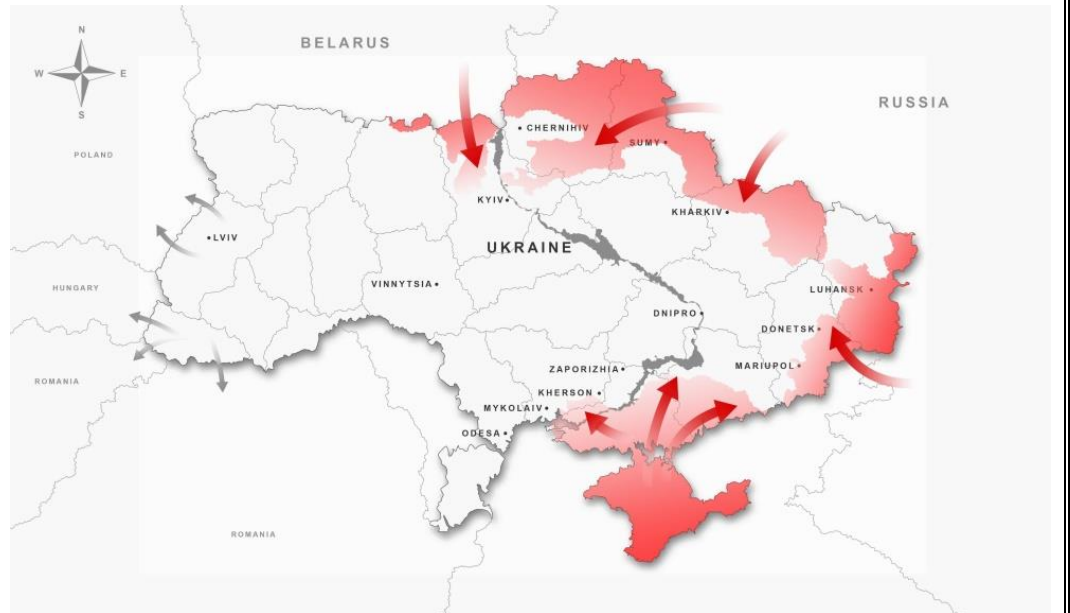 N
BELARUS
W
E
S
RUSSIA
CHERNIHIV
SUMY
POLAND
KYIV
KHARKIV
LVIV
UKRAINE
VINNYTSIA
HUNGARY
LUHANSK
DNIPRO
DONETSK
ZAPORIZHIA
MARIUPOL
ROMANIA
KHERSON
MYKOLAIV
ODESA
ROMANIA